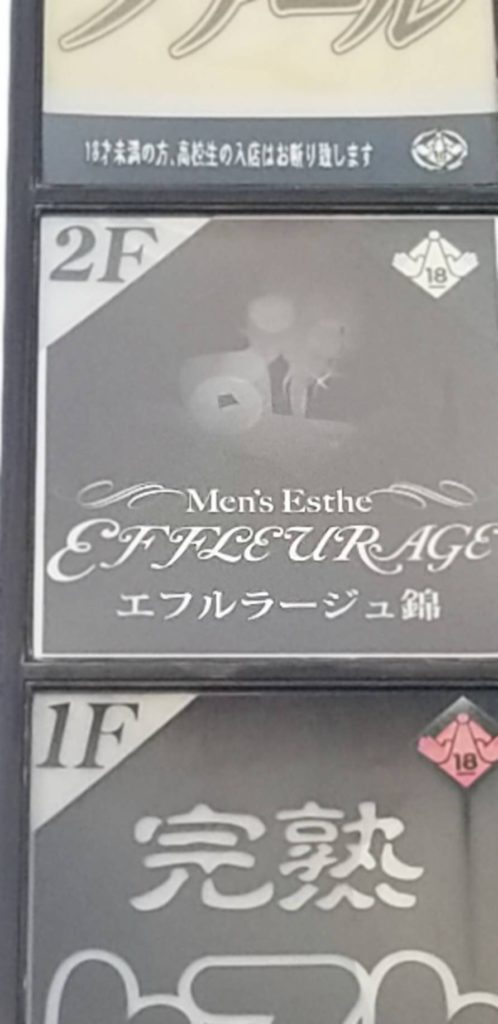 18才未満の方、高校生の入店はお断り致します
2F
18
Men's Esthe
EFFLEURAGE
エフルラージュ錦
1F
18
完熟